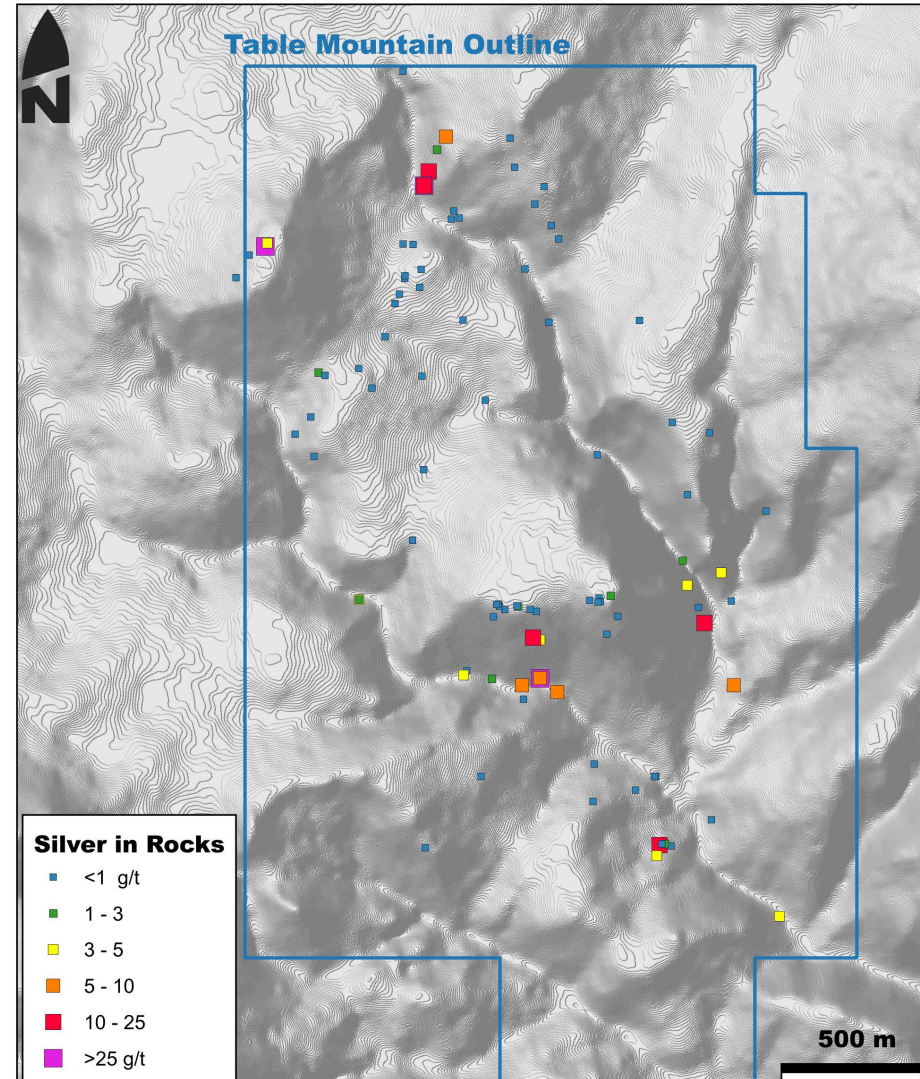 Table Mountain Outline
N
Silver in Rocks
<1 g/t
1 - 3
3 - 5
5 - 10
10 - 25
>25 g/t
500 m